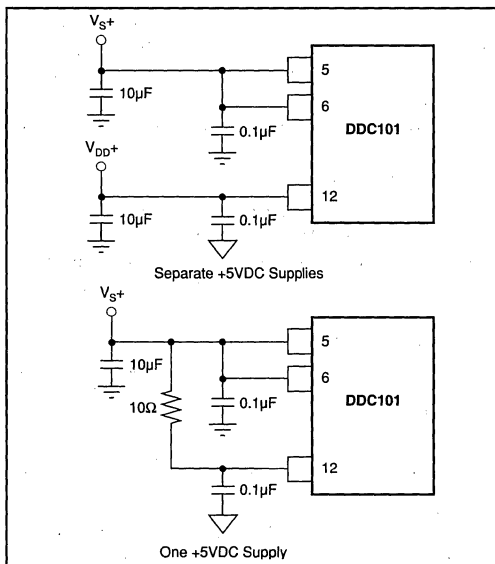 VS+
5
10µF
6
0.1µF
DDC101
VDD+
12
10µF
0.1µF
Separate +5VDC Supplies
VS+
5
10µF
6
10Ω
0.1µF
DDC101
12
0.1µF
One +5VDC Supply